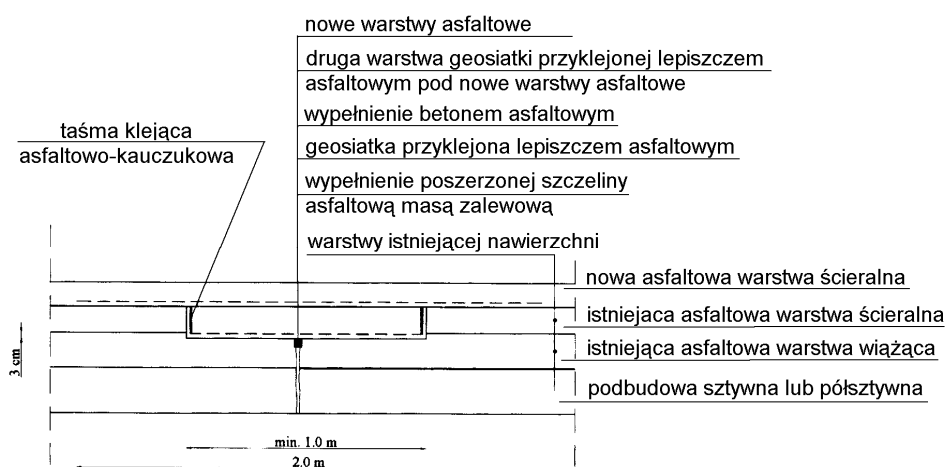 nowe warstwy asfaltowe
druga warstwa geosiatki przyklejonej lepiszczem
asfaltowym pod nowe warstwy asfaltowe
wypełnienie betonem asfaltowym
taśma klejąca
asfaltowo-kauczukowa
geosiatka przyklejona lepiszczem asfaltowym
wypełnienie poszerzonej szczeliny
asfaltową masą zalewową
warstwy istniejącej nawierzchni
nowa asfaltowa warstwa ścieralna
istniejaca asfaltowa warstwa ścieralna
istniejąca asfaltowa warstwa wiążąca
podbudowa sztywna lub półsztywna
3 cm
min. 1.0 m
2.0 m